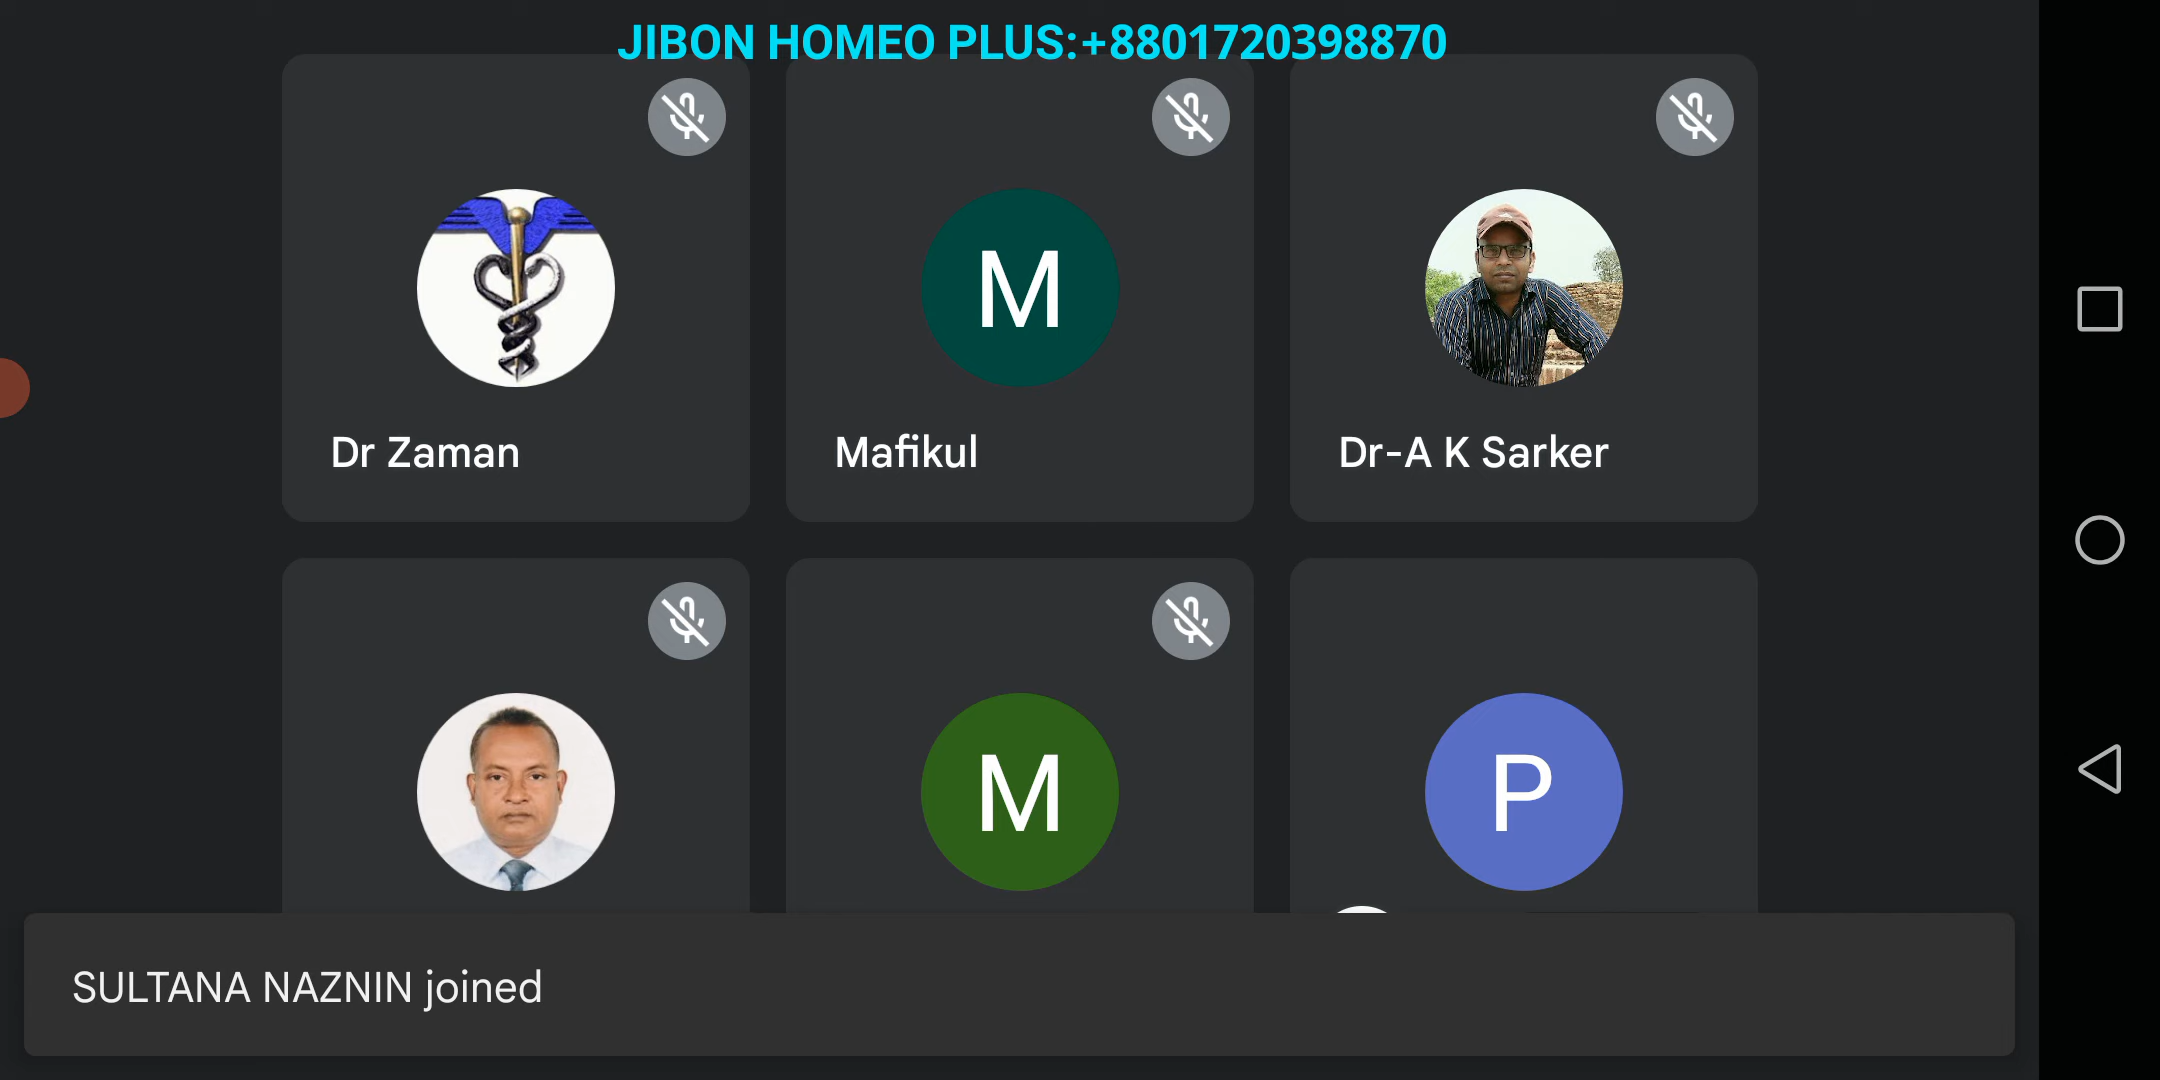 JIBON HOMEO PLUS:+8801720398870
M
Dr Zaman
Mafikul
Dr-A K Sarker
M
P
SULTANA NAZNIN joined